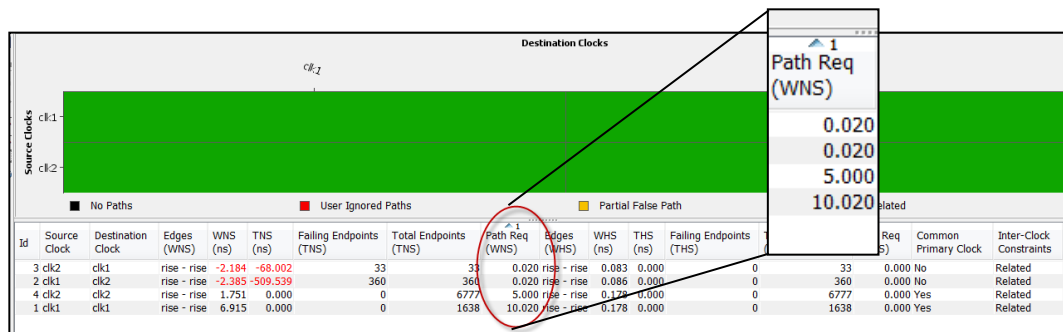 Destination Clocks
1
Path Req
(WNS)
0.020
0.020
5.000
10.020
clk1
Source Clocks
clk1
clk2
No Paths User Ignored Paths Partial False Path elated
1
Id Source Clock Destination Clock Edges (WNS) WNS (ns) TNS (ns) Failing Endpoints (TNS) Total Endpoints (TNS) Path Req (WNS) Edges (WHS) WHS (ns) THS (ns) Failing Endpoints (THS) Req Common Primary Clock Inter-Clock Constraints
3 clk2 clk1 rise - rise -2.184 -68.002 33 33 0.020 rise - rise 0.083 0.000 0 33 0.000 No Related
2 clk1 clk2 rise - rise -2.385 -509.539 360 360 0.020 rise - rise 0.086 0.000 0 360 0.000 No Related
4 clk2 clk2 rise - rise 1.751 0.000 0 6777 5.000 rise - rise 0.178 0.000 0 6777 0.000 Yes Related
1 clk1 clk1 rise - rise 6.915 0.000 0 1638 10.020 rise - rise 0.178 0.000 0 1638 0.000 Yes Related